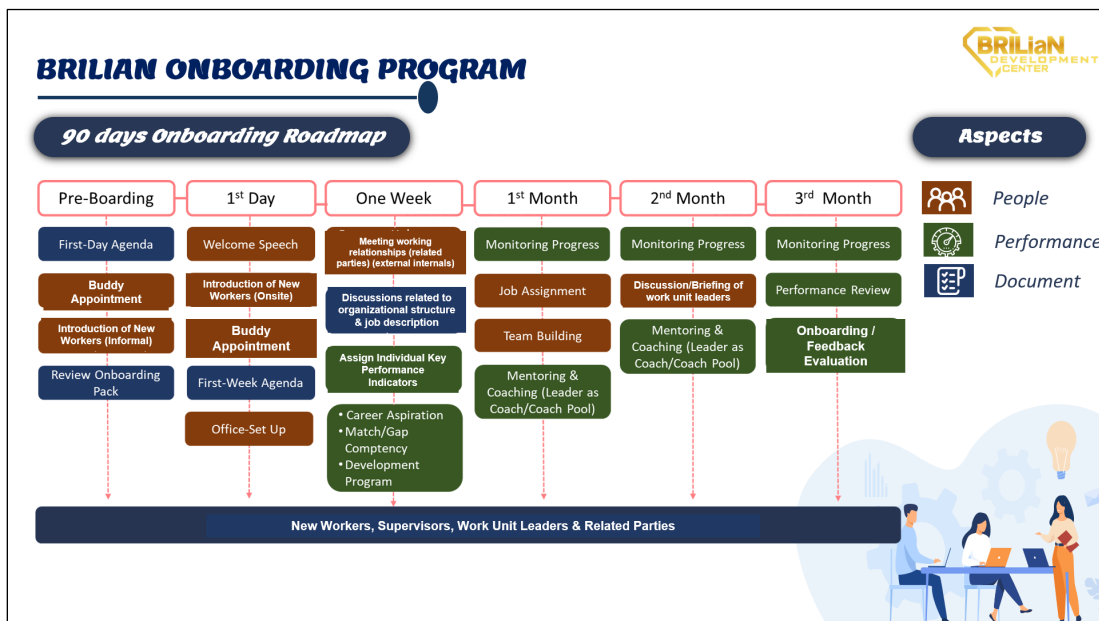 BRILiaN
DEVELOPMENT
CENTER
BRILIAN ONBOARDING PROGRAM
90 days Onboarding Roadmap
Aspects
Pre-Boarding
1st Day
One Week
1st Month
2nd Month
3rd Month
People
Performance
Document
First-Day Agenda
Buddy
Appointment
Introduction of New
Workers (Informal)
Review Onboarding
Pack
Welcome Speech
Introduction of New
Workers (Onsite)
Buddy
Appointment
First-Week Agenda
Office-Set Up
Meeting working
relationships (related
parties) (external internals)
Discussions related to
organizational structure
& job description
Assign Individual Key
Performance
Indicators
• Career Aspiration
• Match/Gap
Comptency
• Development
Program
Monitoring Progress
Job Assignment
Team Building
Mentoring &
Coaching (Leader as
Coach/Coach Pool)
Monitoring Progress
Discussion/Briefing of
work unit leaders
Mentoring &
Coaching (Leader as
Coach/Coach Pool)
Monitoring Progress
Performance Review
Onboarding /
Feedback
Evaluation
New Workers, Supervisors, Work Unit Leaders & Related Parties